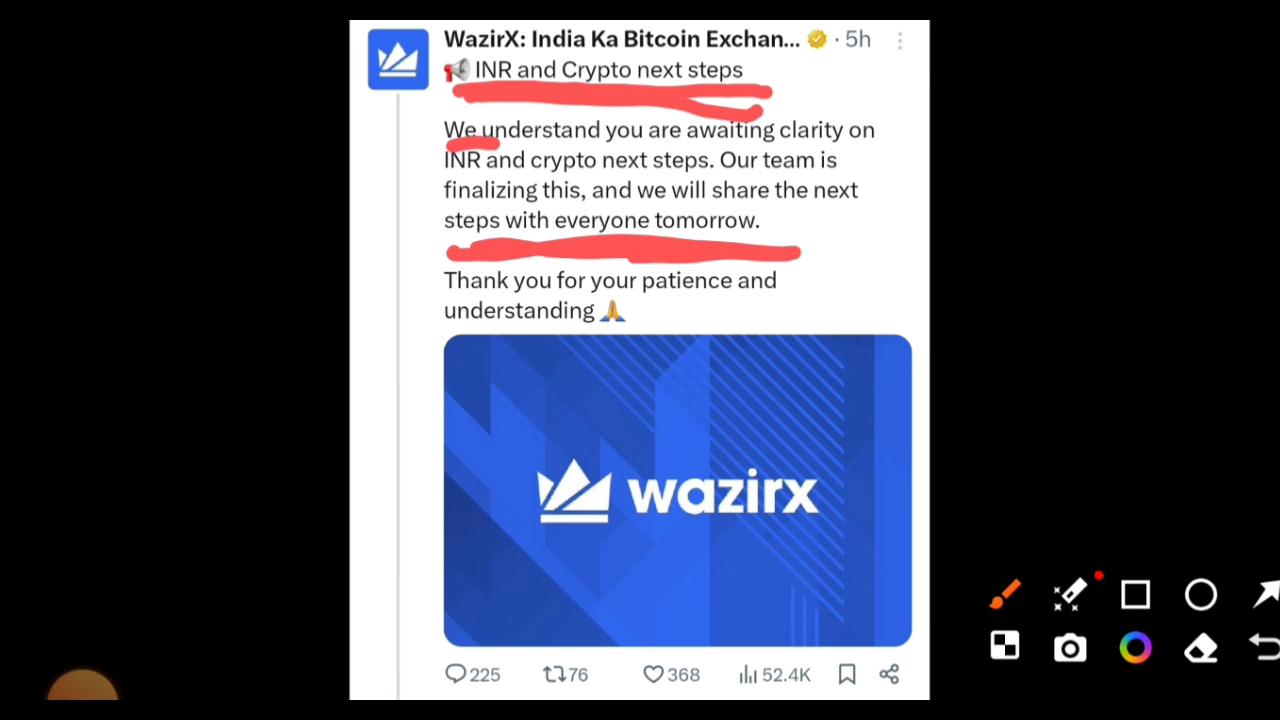 WazirX: India Ka Bitcoin Exchan... · 5h
📢 INR and Crypto next steps
We understand you are awaiting clarity on
INR and crypto next steps. Our team is
finalizing this, and we will share the next
steps with everyone tomorrow.
Thank you for your patience and
understanding 🙏
wazirx
225 76 368 52.4K